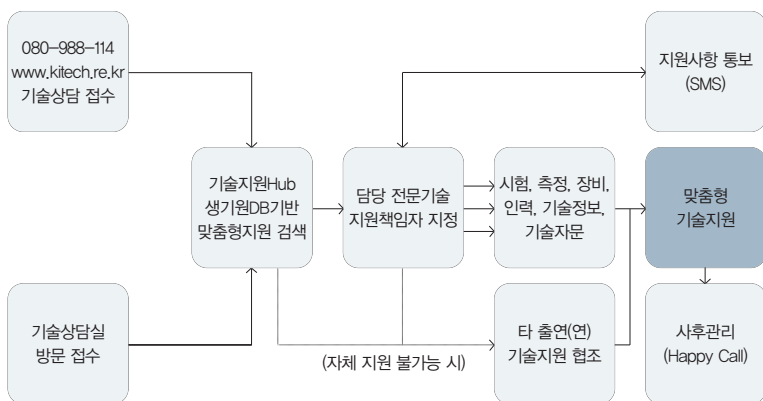 080-988-114
www.kitech.re.kr
기술상담 접수
지원사항 통보
(SMS)
기술지원Hub
생기원DB기반
맞춤형지원 검색
담당 전문기술
지원책임자 지정
시험, 측정, 장비,
인력, 기술정보,
기술자문
맞춤형
기술지원
기술상담실
방문 접수
(자체 지원 불가능 시)
타 출연(연)
기술지원 협조
사후관리
(Happy Call)